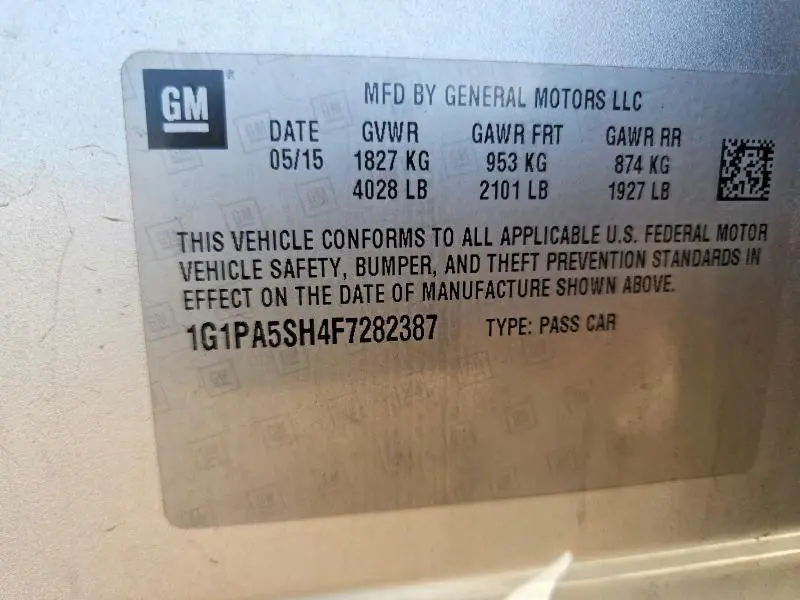 GM
MFD BY GENERAL MOTORS LLC
DATE GVWR GAWR FRT GAWR RR
05/15 1827 KG 953 KG 874 KG
4028 LB 2101 LB 1927 LB
THIS VEHICLE CONFORMS TO ALL APPLICABLE U.S. FEDERAL MOTOR
VEHICLE SAFETY, BUMPER, AND THEFT PREVENTION STANDARDS IN
EFFECT ON THE DATE OF MANUFACTURE SHOWN ABOVE.
1G1PA5SH4F7282387 TYPE: PASS CAR